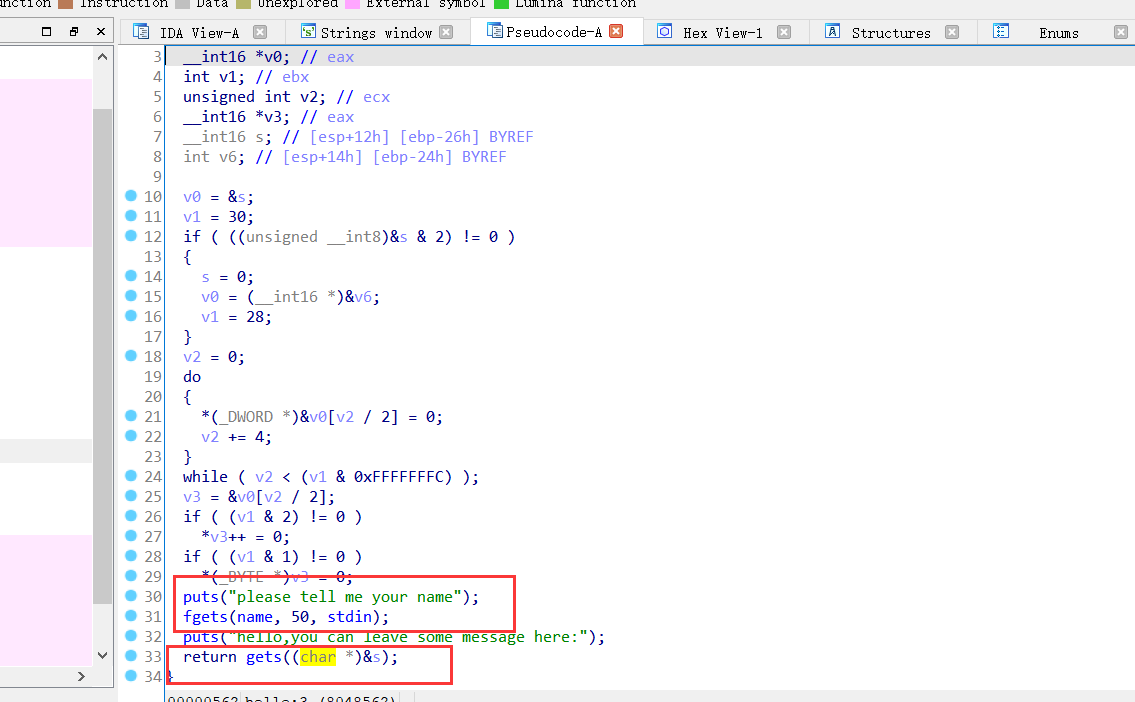 Instruction Data Unexplored External symbol Lumina function
IDA View-A Strings window Pseudocode-A Hex View-1 Structures Enums
3 __int16 *v0; // eax
4 int v1; // ebx
5 unsigned int v2; // ecx
6 __int16 *v3; // eax
7 __int16 s; // [esp+12h] [ebp-26h] BYREF
8 int v6; // [esp+14h] [ebp-24h] BYREF
9
10 v0 = &s;
11 v1 = 30;
12 if ( ((unsigned __int8)&s & 2) != 0 )
13 {
14 s = 0;
15 v0 = (__int16 *)&v6;
16 v1 = 28;
17 }
18 v2 = 0;
19 do
20 {
21 *(_DWORD *)&v0[v2 / 2] = 0;
22 v2 += 4;
23 }
24 while ( v2 < (v1 & 0xFFFFFFFC) );
25 v3 = &v0[v2 / 2];
26 if ( (v1 & 2) != 0 )
27 *v3++ = 0;
28 if ( (v1 & 1) != 0 )
29 *(_BYTE *)v3 = 0;
30 puts("please tell me your name");
31 fgets(name, 50, stdin);
32 puts("hello,you can leave some message here:");
33 return gets((char *)&s);
34 }
00000562 hello:3 (8048562)